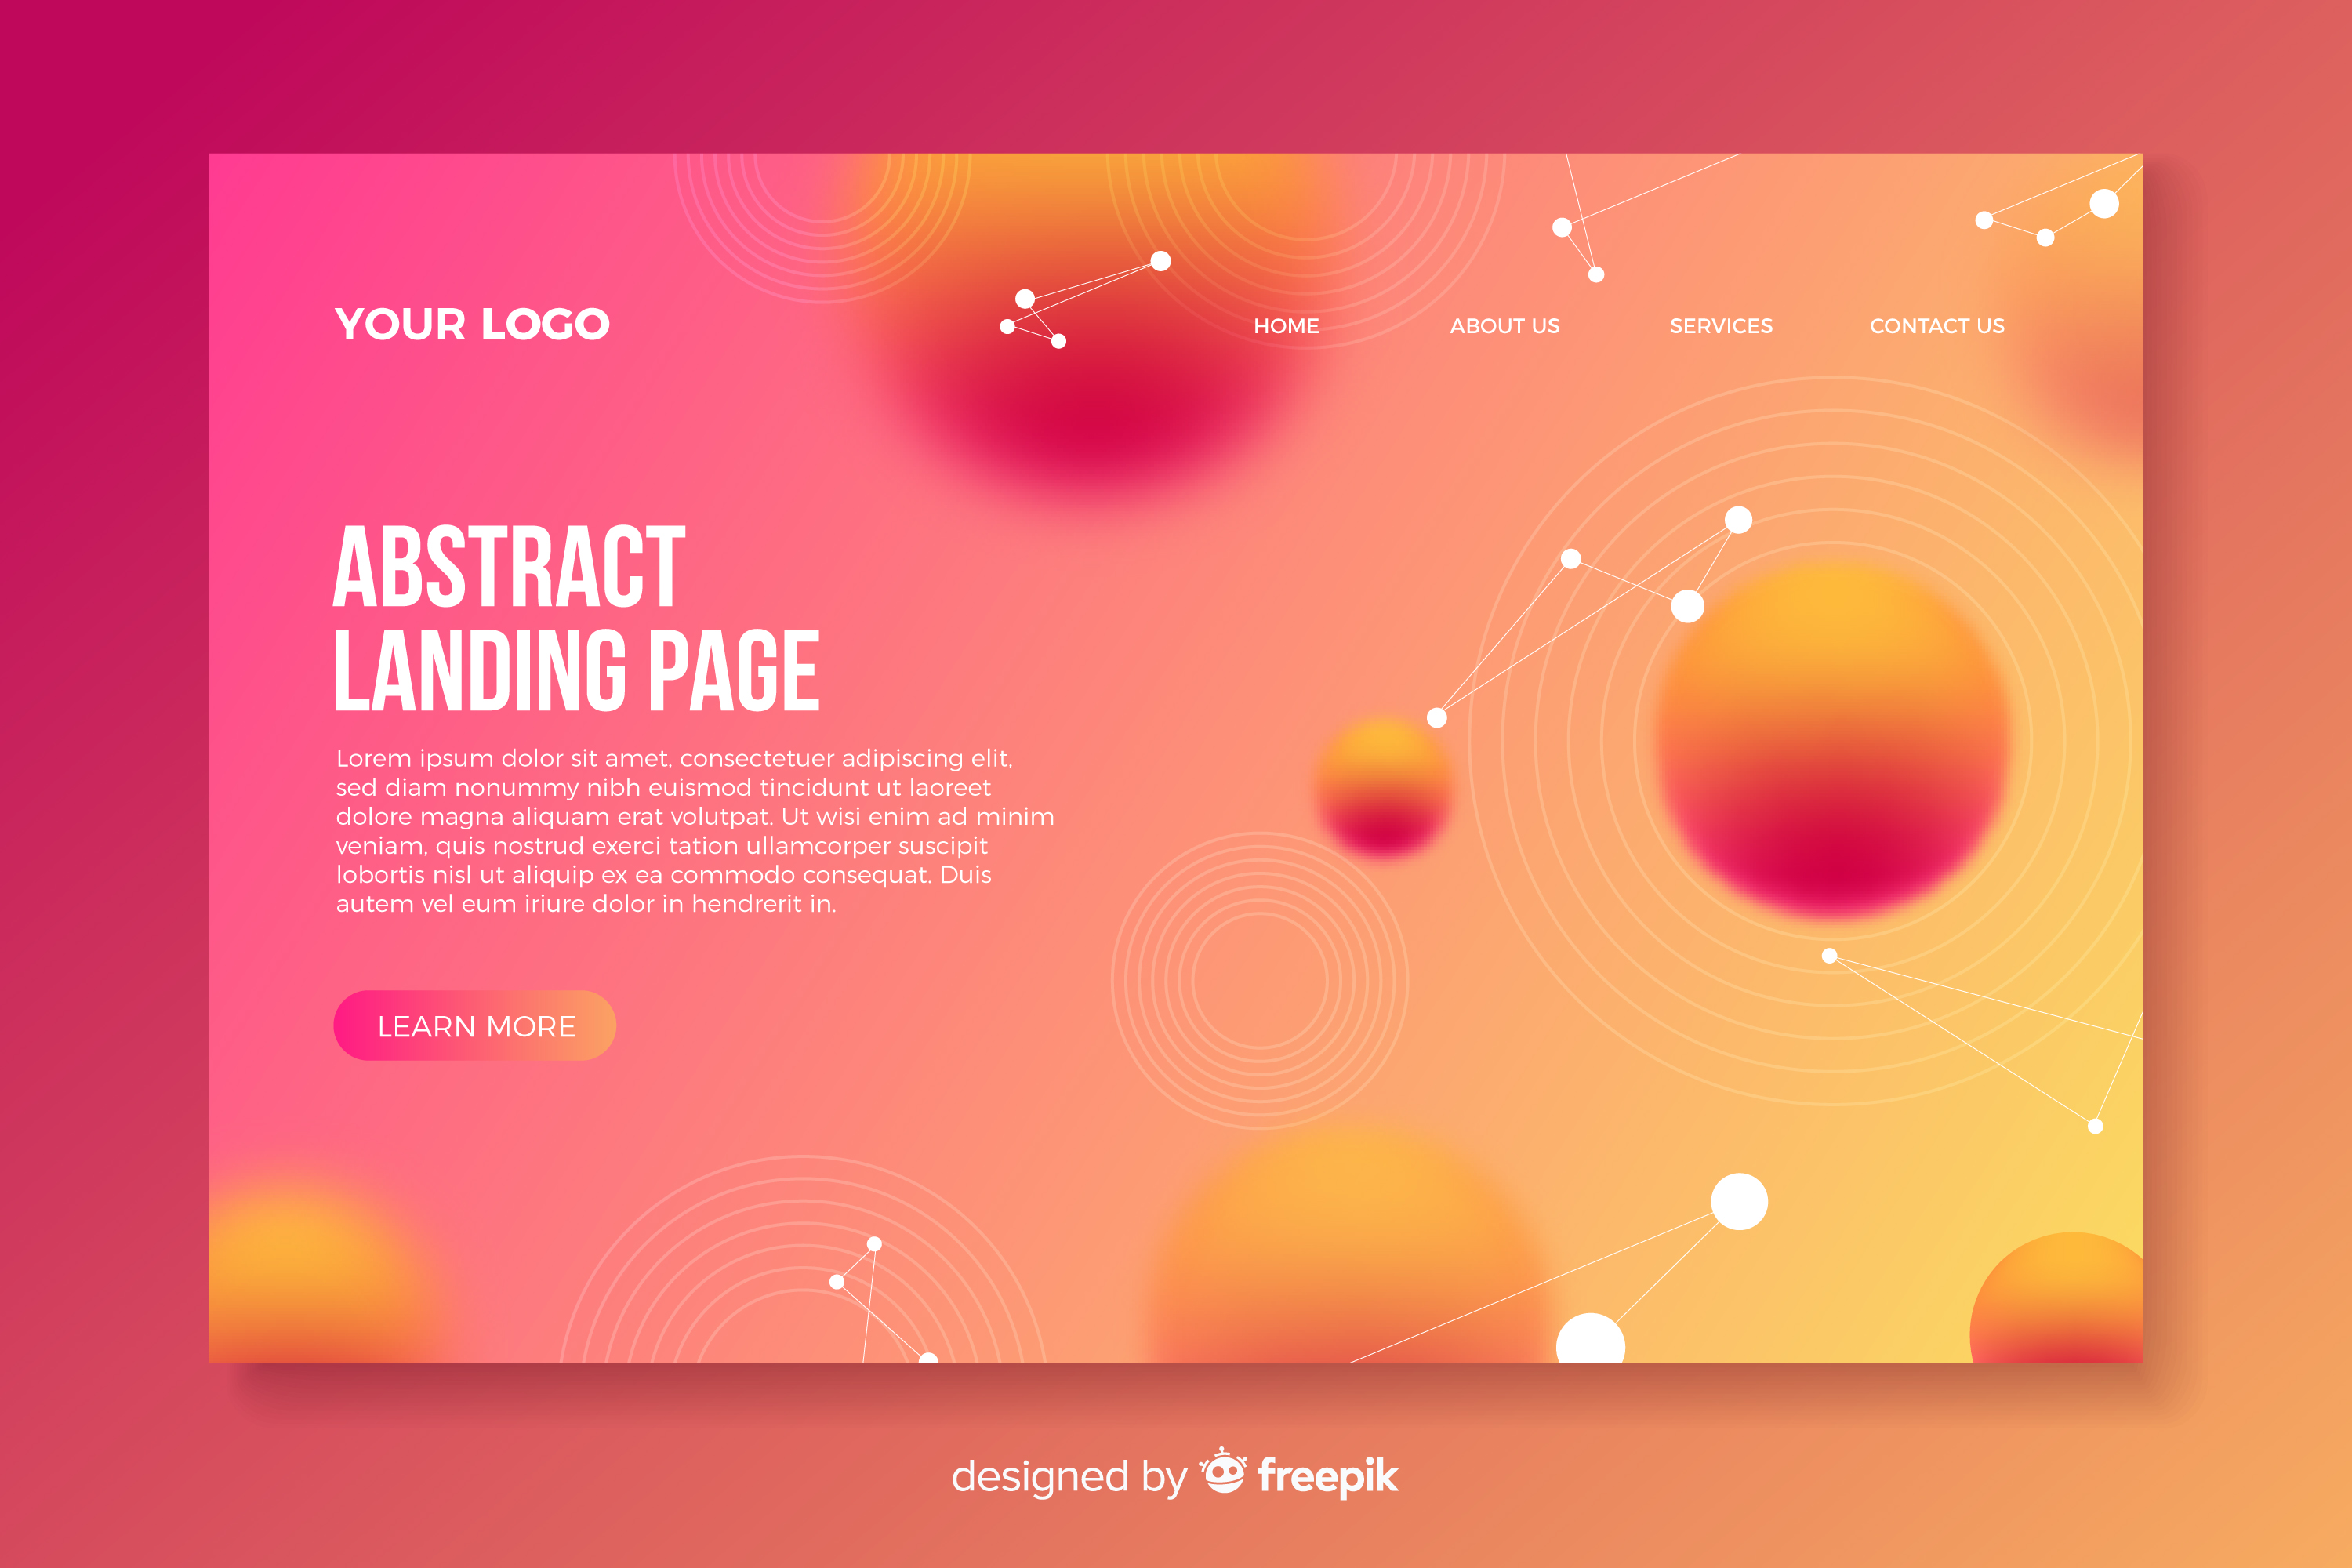 YOUR LOGO
HOME ABOUT US SERVICES CONTACT US
ABSTRACT
LANDING PAGE
Lorem ipsum dolor sit amet, consectetuer adipiscing elit,
sed diam nonummy nibh euismod tincidunt ut laoreet
dolore magna aliquam erat volutpat. Ut wisi enim ad minim
veniam, quis nostrud exerci tation ullamcorper suscipit
lobortis nisl ut aliquip ex ea commodo consequat. Duis
autem vel eum iriure dolor in hendrerit in.
LEARN MORE
designed by freepik